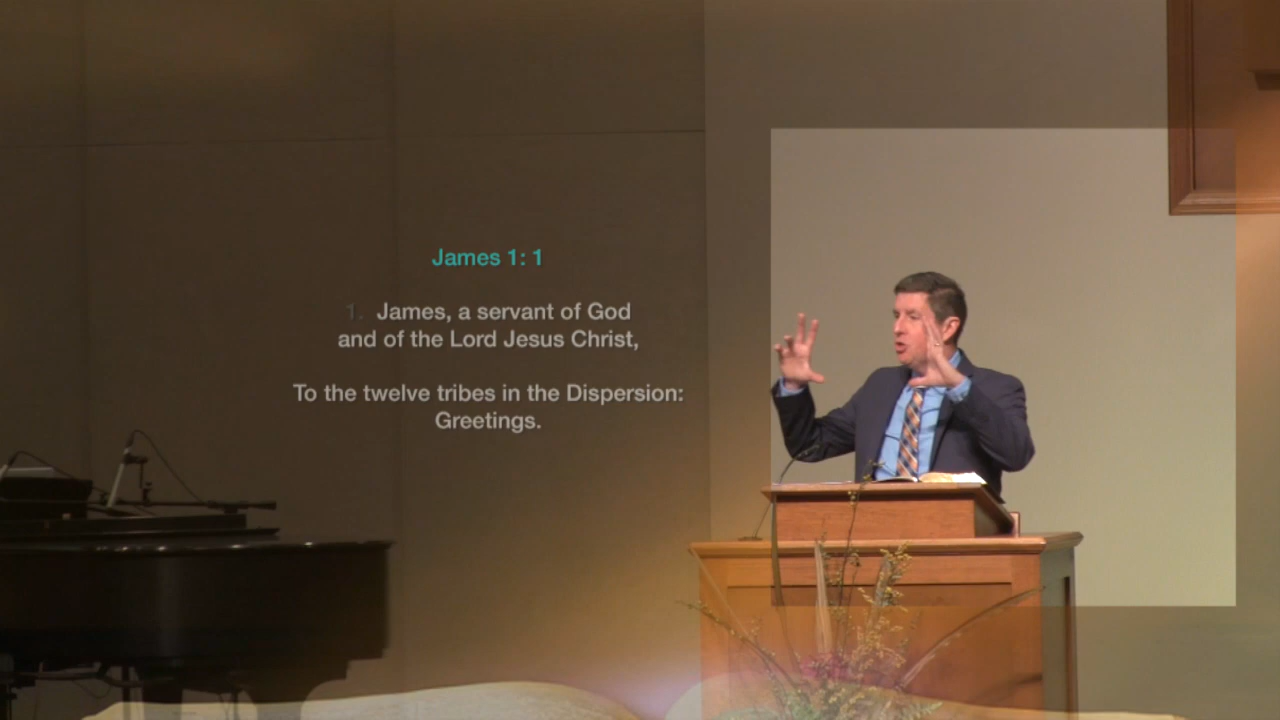 James 1: 1
1. James, a servant of God
and of the Lord Jesus Christ,
To the twelve tribes in the Dispersion:
Greetings.